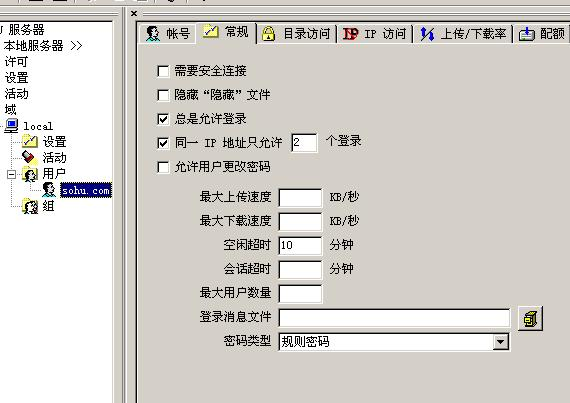 服务器
本地服务器 >>
许可
设置
活动
域
local
设置
活动
用户
sohu.com
组
帐号 常规 目录访问 IP 访问 上传/下载率 配额
需要安全连接
隐藏“隐藏”文件
总是允许登录
同一 IP 地址只允许 2 个登录
允许用户更改密码
最大上传速度 KB/秒
最大下载速度 KB/秒
空闲超时 10 分钟
会话超时 分钟
最大用户数量
登录消息文件
密码类型 规则密码